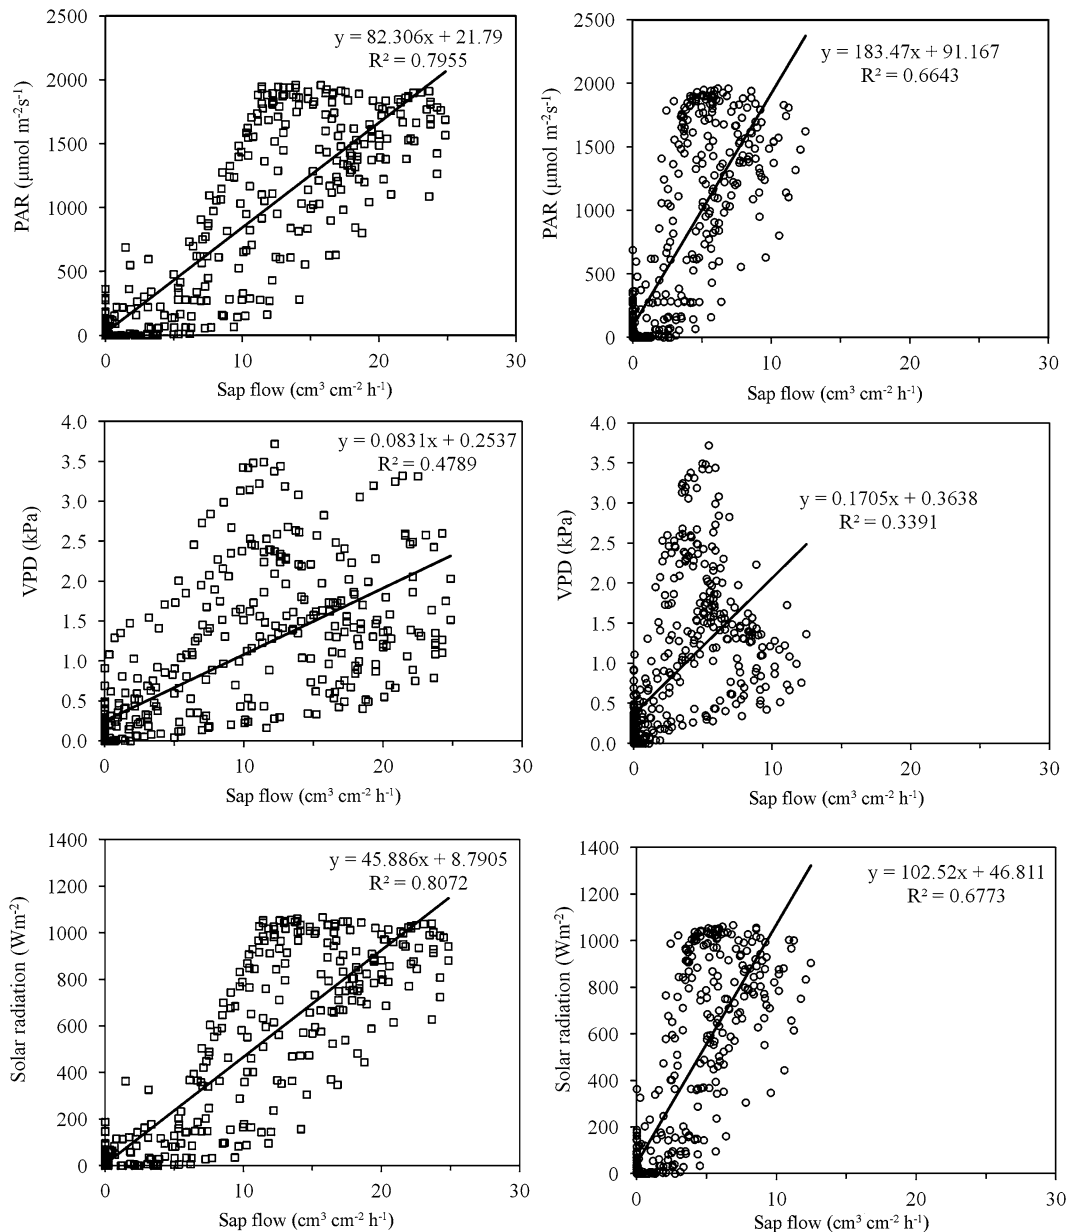 2500
2000
1500
1000
500
0
PAR (μmol m⁻²s⁻¹)
y = 82.306x + 21.79
R² = 0.7955
0 10 20 30
Sap flow (cm³ cm⁻² h⁻¹)
2500
2000
1500
1000
500
0
PAR (μmol m⁻²s⁻¹)
y = 183.47x + 91.167
R² = 0.6643
0 10 20 30
Sap flow (cm³ cm⁻² h⁻¹)
4.0
3.5
3.0
2.5
2.0
1.5
1.0
0.5
0.0
VPD (kPa)
y = 0.0831x + 0.2537
R² = 0.4789
0 10 20 30
Sap flow (cm³ cm⁻² h⁻¹)
4.0
3.5
3.0
2.5
2.0
1.5
1.0
0.5
0.0
VPD (kPa)
y = 0.1705x + 0.3638
R² = 0.3391
0 10 20 30
Sap flow (cm³ cm⁻² h⁻¹)
1400
1200
1000
800
600
400
200
0
Solar radiation (Wm⁻²)
y = 45.886x + 8.7905
R² = 0.8072
0 10 20 30
Sap flow (cm³ cm⁻² h⁻¹)
1400
1200
1000
800
600
400
200
0
Solar radiation (Wm⁻²)
y = 102.52x + 46.811
R² = 0.6773
0 10 20 30
Sap flow (cm³ cm⁻² h⁻¹)